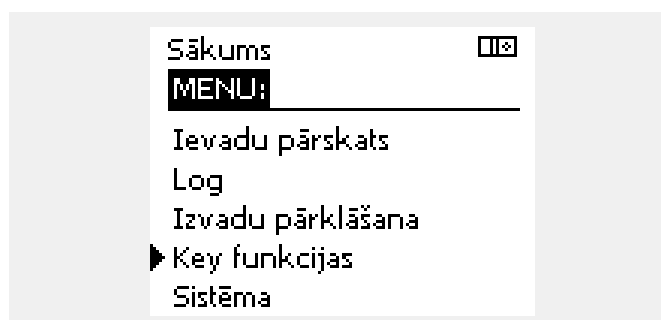 Sākums
MENU:
Ievadu pārskats
Log
Izvadu pārklāšana
Key funkcijas
Sistēma